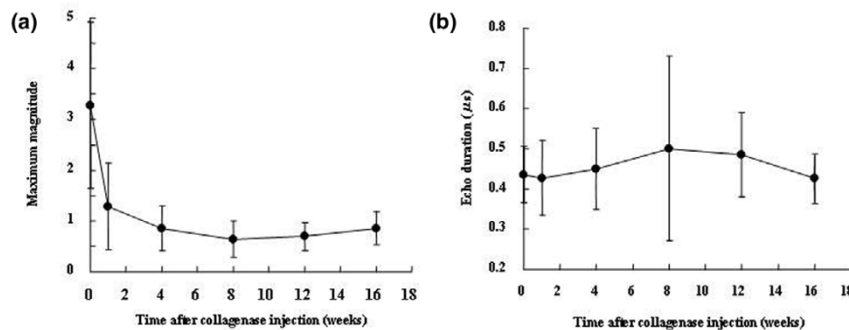 (a)
5
4
3
2
1
0
Maximum magnitude
0 2 4 6 8 10 12 14 16 18
Time after collagenase injection (weeks)
(b)
0.8
0.7
0.6
0.5
0.4
0.3
0.2
Echo duration (μs)
0 2 4 6 8 10 12 14 16 18
Time after collagenase injection (weeks)